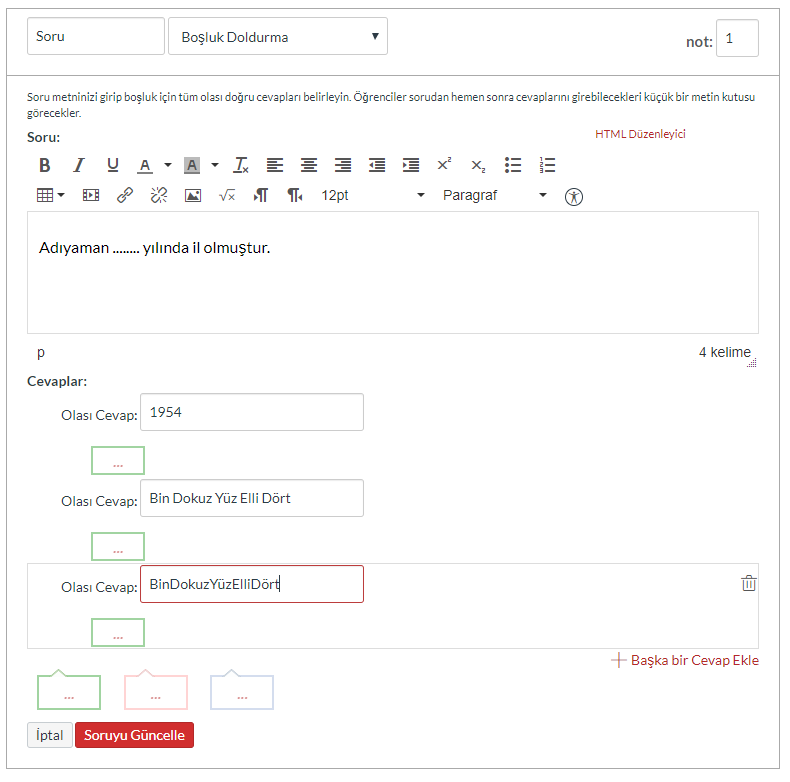 Soru Boşluk Doldurma ▼ not: 1
Soru metninizi girip boşluk için tüm olası doğru cevapları belirleyin. Öğrenciler sorudan hemen sonra cevaplarını girebilecekleri küçük bir metin kutusu
görecekler.
Soru: HTML Düzenleyici
B I U A A Tx x² x₂
12pt Paragraf
Adıyaman ........ yılında il olmuştur.
p 4 kelime
Cevaplar:
Olası Cevap: 1954
...
Olası Cevap: Bin Dokuz Yüz Elli Dört
...
Olası Cevap: BinDokuzYüzElliDört
...
Başka bir Cevap Ekle
... ... ...
İptal Soruyu Güncelle